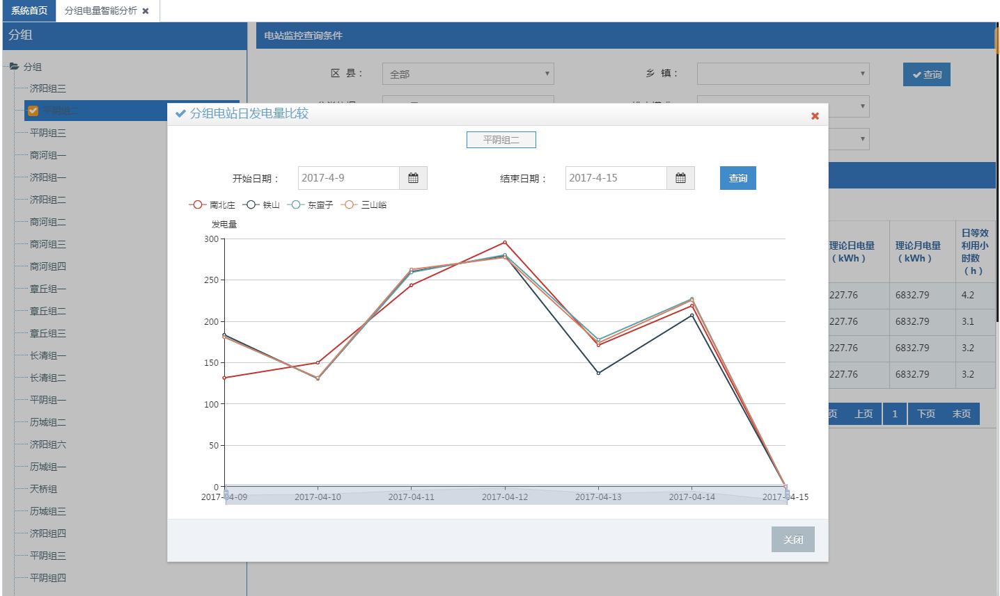 系统首页 分组电量智能分析
分组
电站监控查询条件
分组
济阳组三
平阴组二
平阴组三
商河组一
济阳组一
济阳组二
商河组二
商河组三
商河组四
章丘组一
章丘组二
章丘组三
长清组一
长清组二
平阴组一
历城组二
济阳组六
历城组一
天桥组
历城组三
济阳组四
平阴组三
平阴组四
区 县：
全部
乡 镇：
查询
分组电站日发电量比较
平阴组二
开始日期：
2017-4-9
结束日期：
2017-4-15
查询
南北庄 铁山 东蛮子 三山峪
发电量
300
250
200
150
100
50
0
2017-04-09 2017-04-10 2017-04-11 2017-04-12 2017-04-13 2017-04-14 2017-04-15
关闭
理论日电量（kWh） 理论月电量（kWh） 日等效利用小时数（h）
227.76 6832.79 4.2
227.76 6832.79 3.1
227.76 6832.79 3.2
227.76 6832.79 3.2
页 上页 1 下页 末页